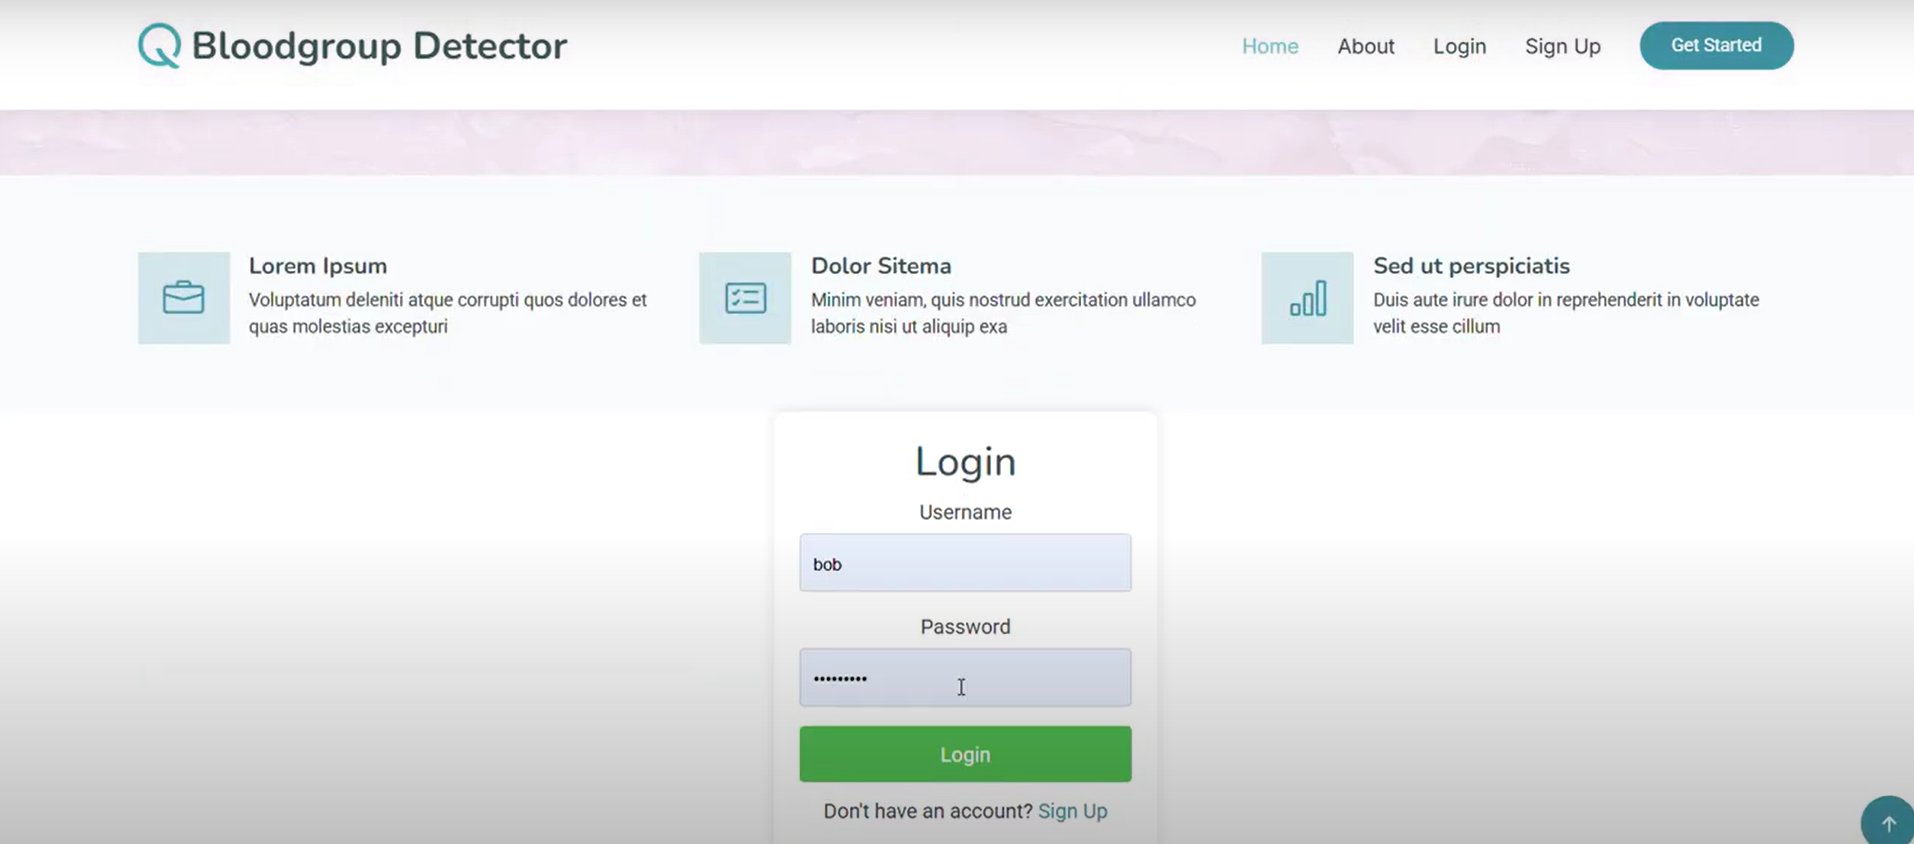 Bloodgroup Detector
Home About Login Sign Up Get Started
Lorem Ipsum
Voluptatum deleniti atque corrupti quos dolores et
quas molestias excepturi
Dolor Sitema
Minim veniam, quis nostrud exercitation ullamco
laboris nisi ut aliquip exa
Sed ut perspiciatis
Duis aute irure dolor in reprehenderit in voluptate
velit esse cillum
Login
Username
bob
Password
•••••••••
Login
Don't have an account? Sign Up